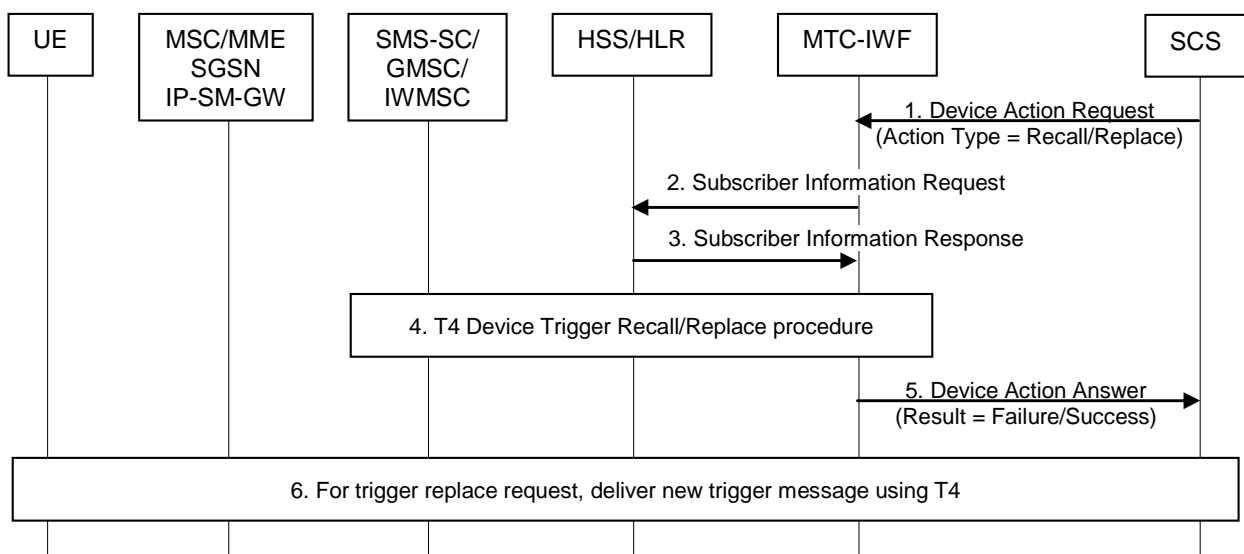 UE
MSC/MME
SGSN
IP-SM-GW
SMS-SC/
GMSC/
IWMSC
HSS/HLR
MTC-IWF
SCS
1. Device Action Request
(Action Type = Recall/Replace)
2. Subscriber Information Request
3. Subscriber Information Response
4. T4 Device Trigger Recall/Replace procedure
5. Device Action Answer
(Result = Failure/Success)
6. For trigger replace request, deliver new trigger message using T4